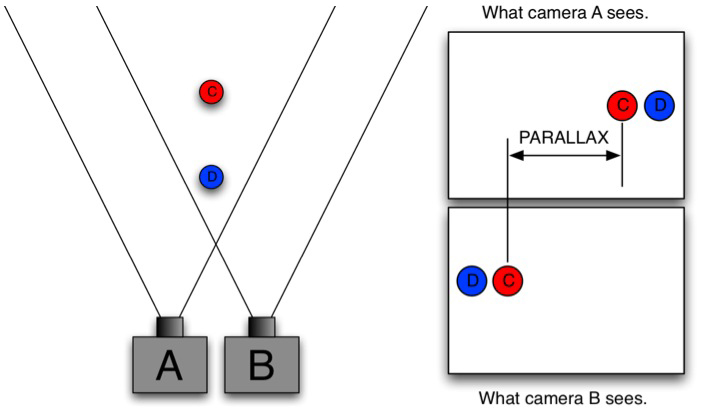 What camera A sees.
C
C D
PARALLAX
D
D C
A B
What camera B sees.